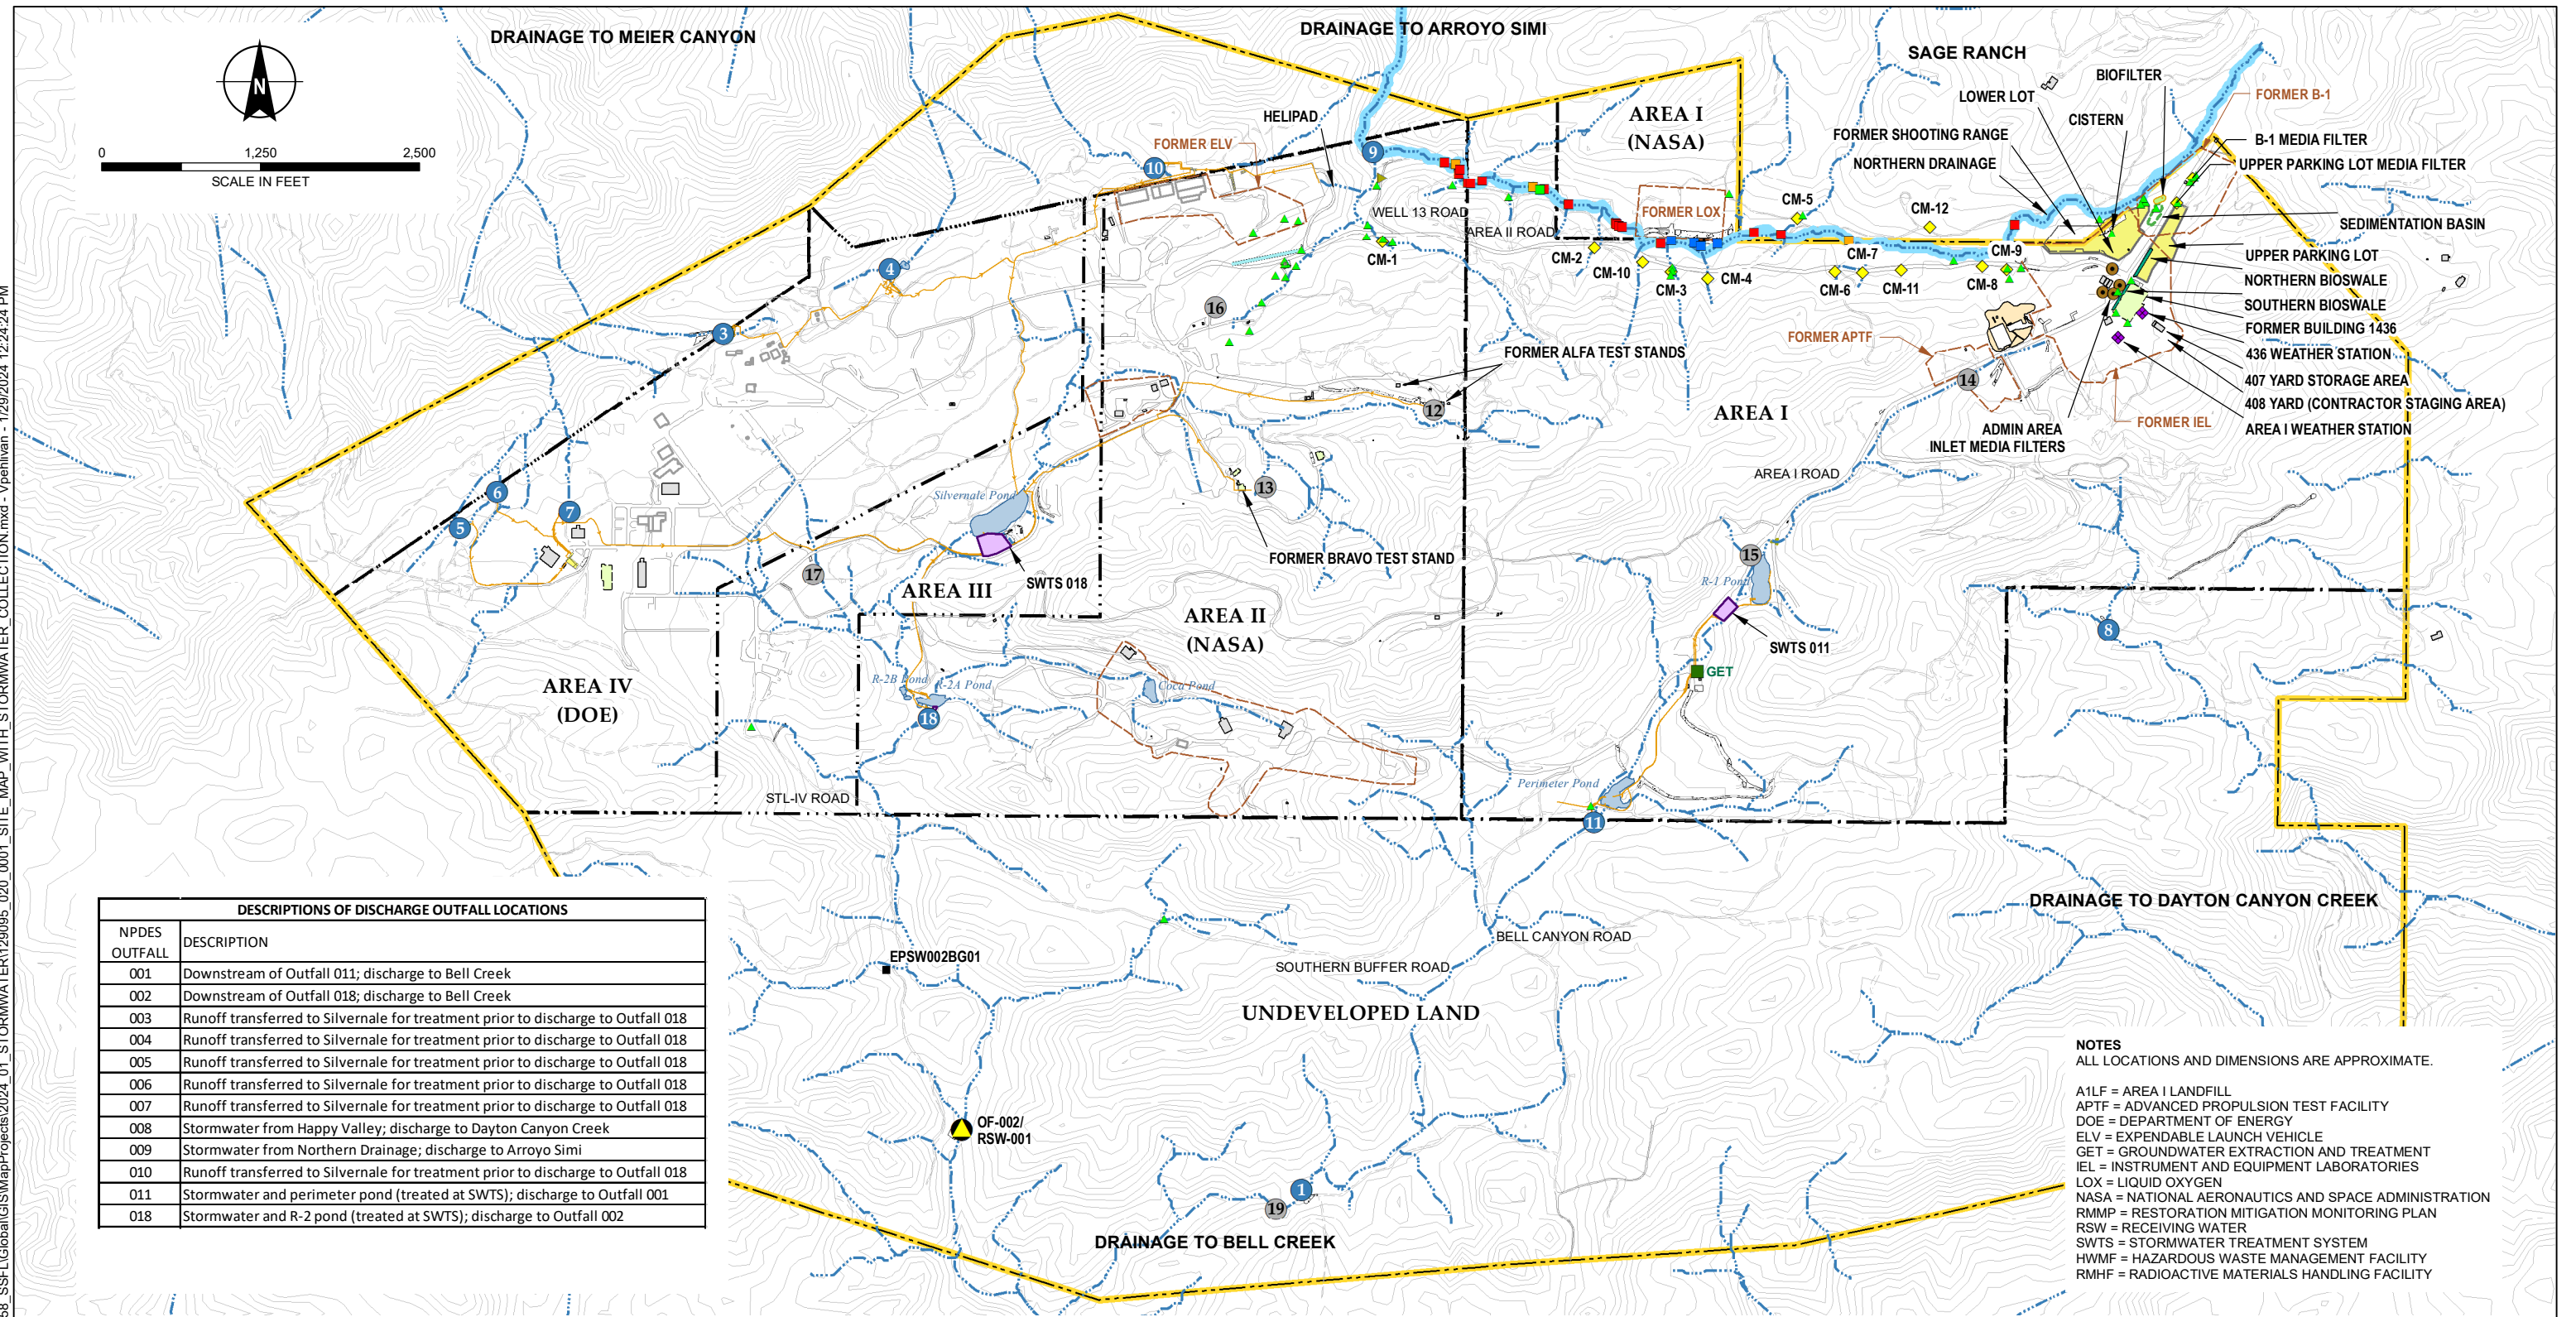 DRAINAGE TO MEIER CANYON
DRAINAGE TO ARROYO SIMI
SAGE RANCH
N
0 1,250 2,500
SCALE IN FEET
BIOFILTER
LOWER LOT
FORMER B-1
CISTERN
FORMER SHOOTING RANGE
B-1 MEDIA FILTER
NORTHERN DRAINAGE
UPPER PARKING LOT MEDIA FILTER
HELIPAD
FORMER ELV
AREA I
(NASA)
9
10
WELL 13 ROAD
FORMER LOX
CM-5
CM-12
SEDIMENTATION BASIN
AREA II ROAD
CM-1
CM-2
CM-10
CM-3
CM-4
CM-7
CM-6
CM-11
CM-9
CM-8
UPPER PARKING LOT
NORTHERN BIOSWALE
SOUTHERN BIOSWALE
FORMER BUILDING 1436
436 WEATHER STATION
407 YARD STORAGE AREA
408 YARD (CONTRACTOR STAGING AREA)
AREA I WEATHER STATION
4
3
16
FORMER APTF
FORMER ALFA TEST STANDS
14
12
AREA I
FORMER IEL
ADMIN AREA
INLET MEDIA FILTERS
AREA I ROAD
6
5
7
Silvernale Pond
13
FORMER BRAVO TEST STAND
15
R-1 Pond
17
SWTS 018
AREA III
AREA II
(NASA)
8
SWTS 011
GET
AREA IV
(DOE)
R-2B Pond
R-2A Pond
Coca Pond
18
STL-IV ROAD
Perimeter Pond
11
DRAINAGE TO DAYTON CANYON CREEK
BELL CANYON ROAD
EPSW002BG01
SOUTHERN BUFFER ROAD
UNDEVELOPED LAND
OF-002/
RSW-001
1
19
DRAINAGE TO BELL CREEK
DESCRIPTIONS OF DISCHARGE OUTFALL LOCATIONS
NPDES
OUTFALL DESCRIPTION
001 Downstream of Outfall 011; discharge to Bell Creek
002 Downstream of Outfall 018; discharge to Bell Creek
003 Runoff transferred to Silvernale for treatment prior to discharge to Outfall 018
004 Runoff transferred to Silvernale for treatment prior to discharge to Outfall 018
005 Runoff transferred to Silvernale for treatment prior to discharge to Outfall 018
006 Runoff transferred to Silvernale for treatment prior to discharge to Outfall 018
007 Runoff transferred to Silvernale for treatment prior to discharge to Outfall 018
008 Stormwater from Happy Valley; discharge to Dayton Canyon Creek
009 Stormwater from Northern Drainage; discharge to Arroyo Simi
010 Runoff transferred to Silvernale for treatment prior to discharge to Outfall 018
011 Stormwater and perimeter pond (treated at SWTS); discharge to Outfall 001
018 Stormwater and R-2 pond (treated at SWTS); discharge to Outfall 002
NOTES
ALL LOCATIONS AND DIMENSIONS ARE APPROXIMATE.
A1LF = AREA I LANDFILL
APTF = ADVANCED PROPULSION TEST FACILITY
DOE = DEPARTMENT OF ENERGY
ELV = EXPENDABLE LAUNCH VEHICLE
GET = GROUNDWATER EXTRACTION AND TREATMENT
IEL = INSTRUMENT AND EQUIPMENT LABORATORIES
LOX = LIQUID OXYGEN
NASA = NATIONAL AERONAUTICS AND SPACE ADMINISTRATION
RMMP = RESTORATION MITIGATION MONITORING PLAN
RSW = RECEIVING WATER
SWTS = STORMWATER TREATMENT SYSTEM
HWMF = HAZARDOUS WASTE MANAGEMENT FACILITY
RMHF = RADIOACTIVE MATERIALS HANDLING FACILITY